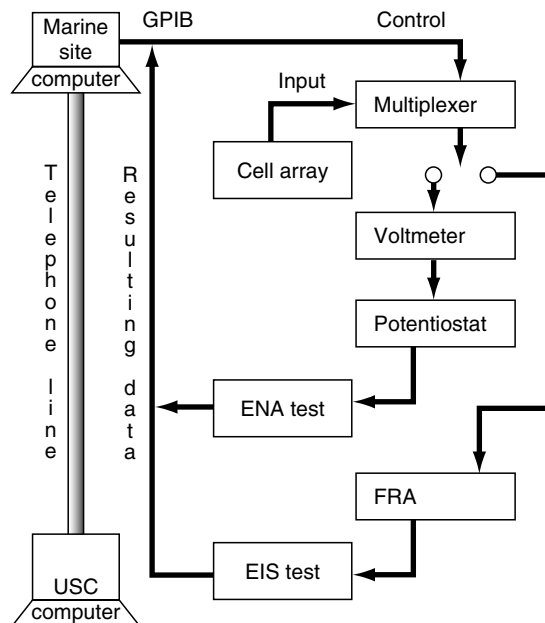 Marine
site
computer
GPIB
Control
Input
Multiplexer
Cell array
Telephone line
Resulting data
Voltmeter
Potentiostat
ENA test
FRA
EIS test
USC
computer